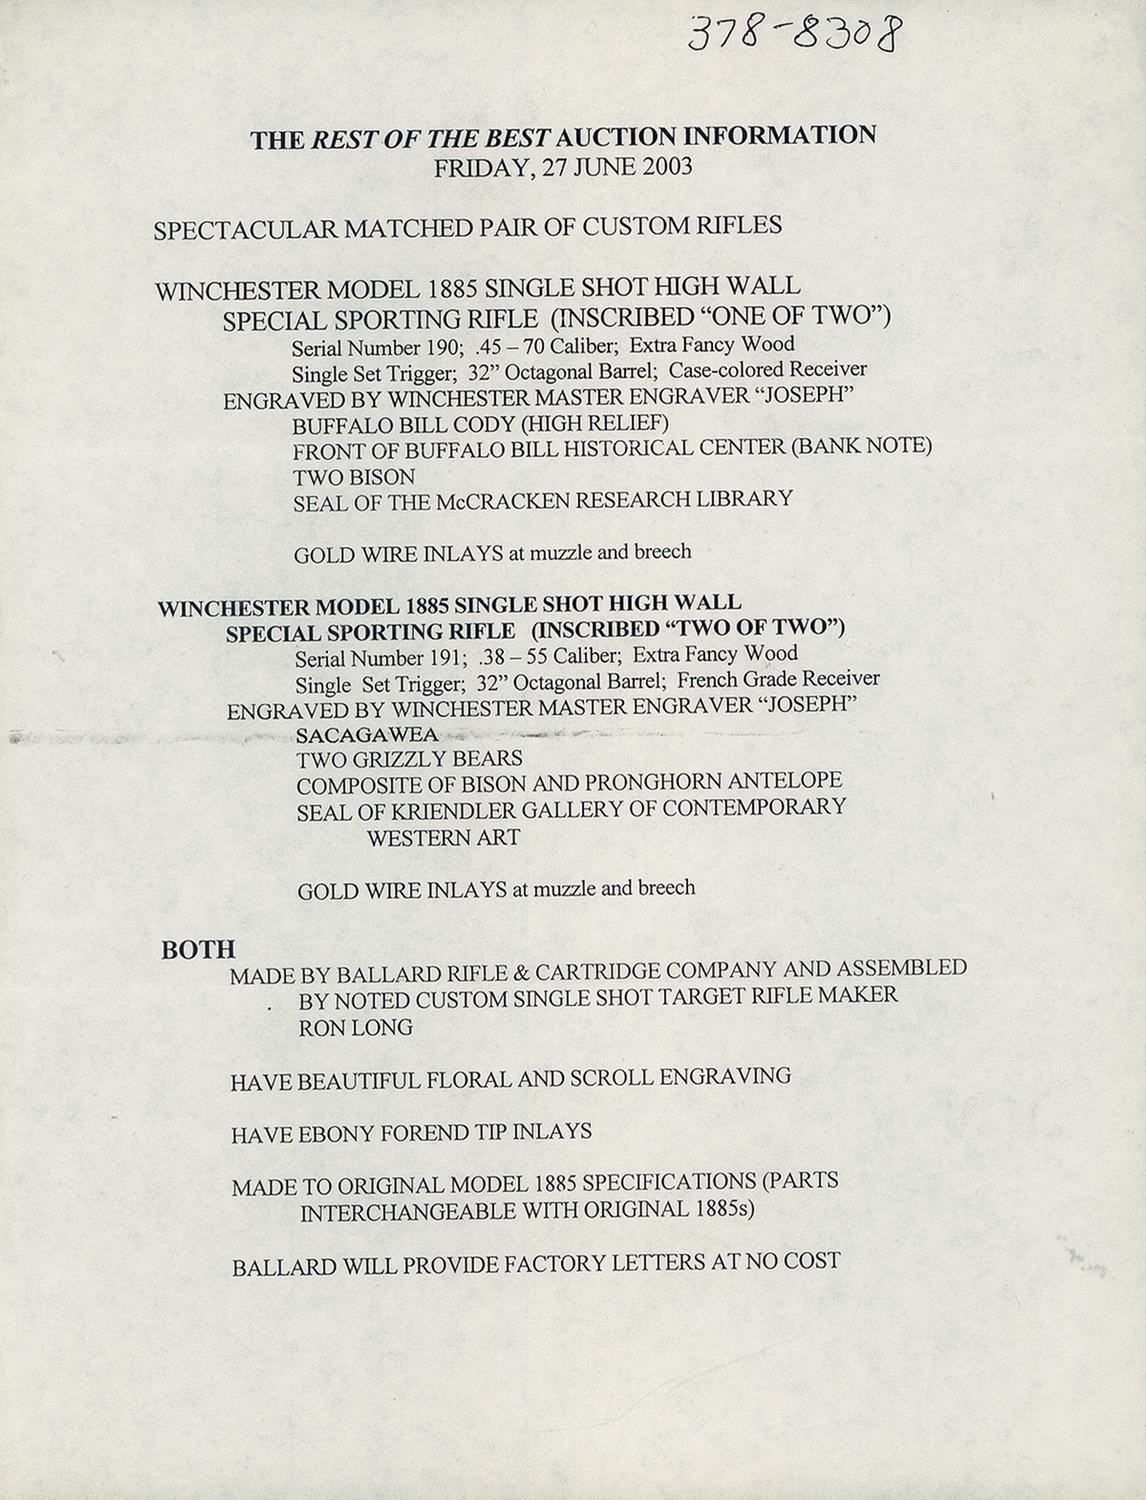 378-8308
THE REST OF THE BEST AUCTION INFORMATION
FRIDAY, 27 JUNE 2003
SPECTACULAR MATCHED PAIR OF CUSTOM RIFLES
WINCHESTER MODEL 1885 SINGLE SHOT HIGH WALL
SPECIAL SPORTING RIFLE (INSCRIBED “ONE OF TWO”)
Serial Number 190; .45 – 70 Caliber; Extra Fancy Wood
Single Set Trigger; 32” Octagonal Barrel; Case-colored Receiver
ENGRAVED BY WINCHESTER MASTER ENGRAVER “JOSEPH”
BUFFALO BILL CODY (HIGH RELIEF)
FRONT OF BUFFALO BILL HISTORICAL CENTER (BANK NOTE)
TWO BISON
SEAL OF THE McCRACKEN RESEARCH LIBRARY
GOLD WIRE INLAYS at muzzle and breech
WINCHESTER MODEL 1885 SINGLE SHOT HIGH WALL
SPECIAL SPORTING RIFLE (INSCRIBED “TWO OF TWO”)
Serial Number 191; .38 – 55 Caliber; Extra Fancy Wood
Single Set Trigger; 32” Octagonal Barrel; French Grade Receiver
ENGRAVED BY WINCHESTER MASTER ENGRAVER “JOSEPH”
SACAGAWEA
TWO GRIZZLY BEARS
COMPOSITE OF BISON AND PRONGHORN ANTELOPE
SEAL OF KRIENDLER GALLERY OF CONTEMPORARY
WESTERN ART
GOLD WIRE INLAYS at muzzle and breech
BOTH
MADE BY BALLARD RIFLE & CARTRIDGE COMPANY AND ASSEMBLED
BY NOTED CUSTOM SINGLE SHOT TARGET RIFLE MAKER
RON LONG
HAVE BEAUTIFUL FLORAL AND SCROLL ENGRAVING
HAVE EBONY FOREND TIP INLAYS
MADE TO ORIGINAL MODEL 1885 SPECIFICATIONS (PARTS
INTERCHANGEABLE WITH ORIGINAL 1885s)
BALLARD WILL PROVIDE FACTORY LETTERS AT NO COST